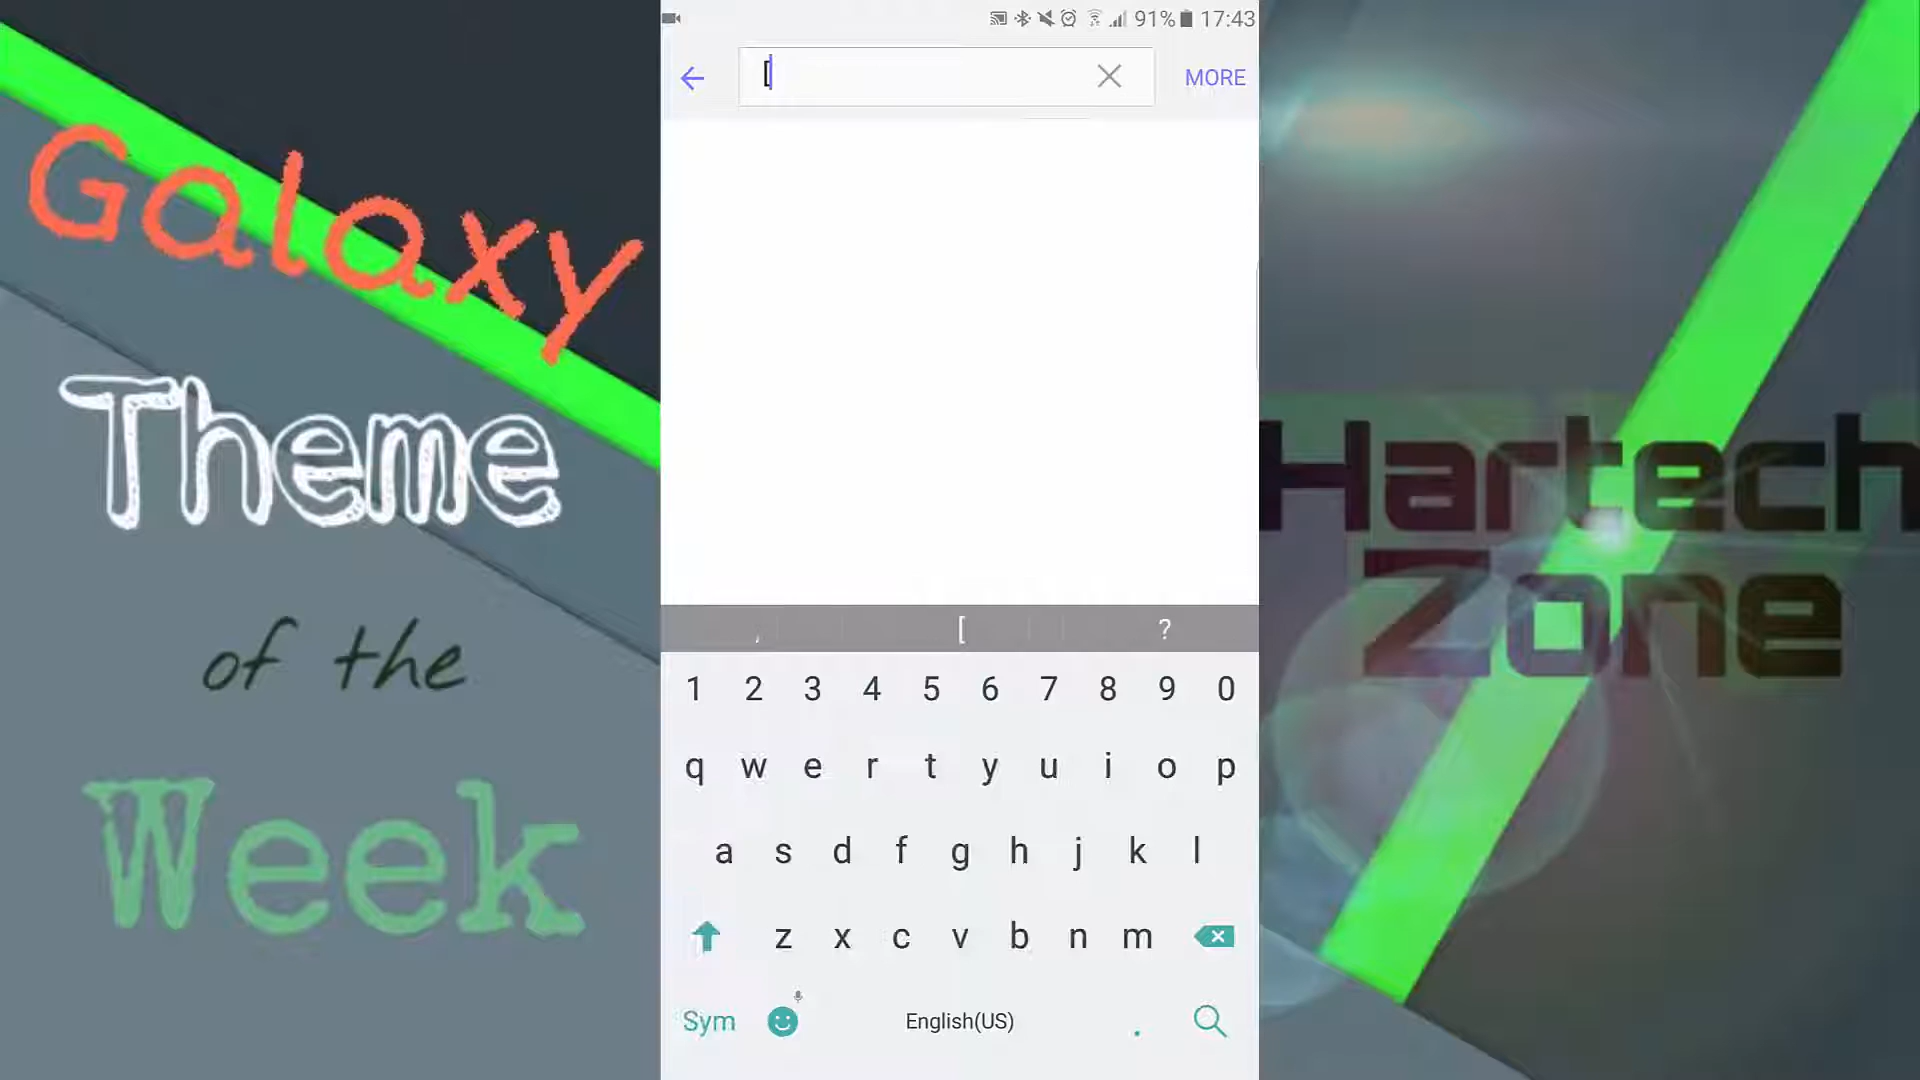 Galaxy
Theme
of the
Week
91% 17:43
[
MORE
, [ ?
1 2 3 4 5 6 7 8 9 0
q w e r t y u i o p
a s d f g h j k l
z x c v b n m
Sym English(US) .
Hartech
Zone